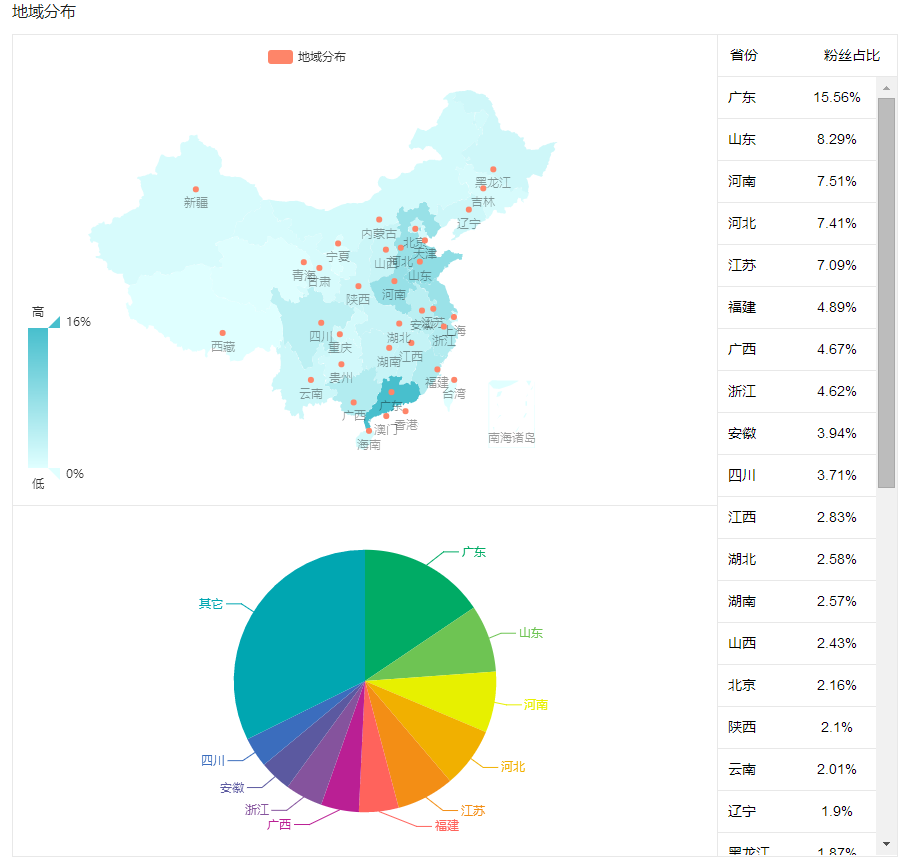 地域分布
地域分布
黑龙江
吉林
新疆
辽宁
内蒙古
北京
天津
宁夏
山西
河北
青海
甘肃
山东
陕西
河南
安徽
江苏
上海
四川
重庆
湖北
浙江
西藏
湖南
江西
贵州
福建
云南
台湾
广西
广东
香港
澳门
海南
南海诸岛
高
16%
0%
低
广东
其它
山东
河南
四川
河北
安徽
浙江
江苏
广西
福建
省份 粉丝占比
广东 15.56%
山东 8.29%
河南 7.51%
河北 7.41%
江苏 7.09%
福建 4.89%
广西 4.67%
浙江 4.62%
安徽 3.94%
四川 3.71%
江西 2.83%
湖北 2.58%
湖南 2.57%
山西 2.43%
北京 2.16%
陕西 2.1%
云南 2.01%
辽宁 1.9%
黑龙江 1.87%